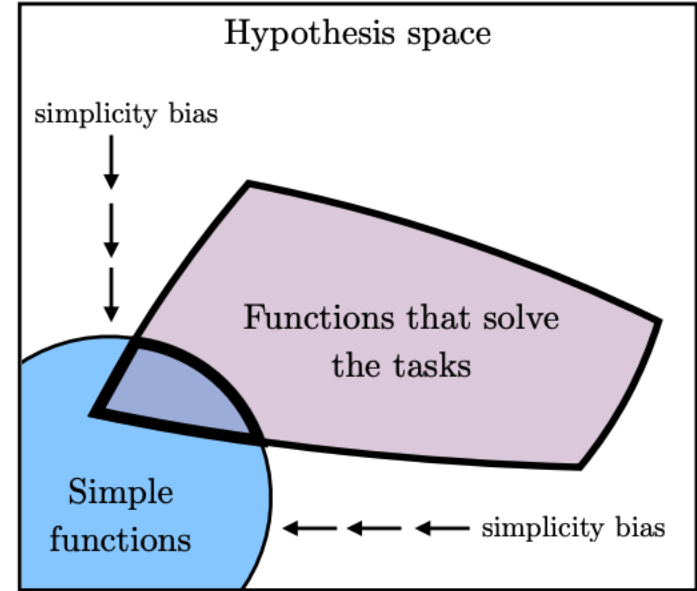 Hypothesis space
simplicity bias
Functions that solve
the tasks
Simple
functions
simplicity bias